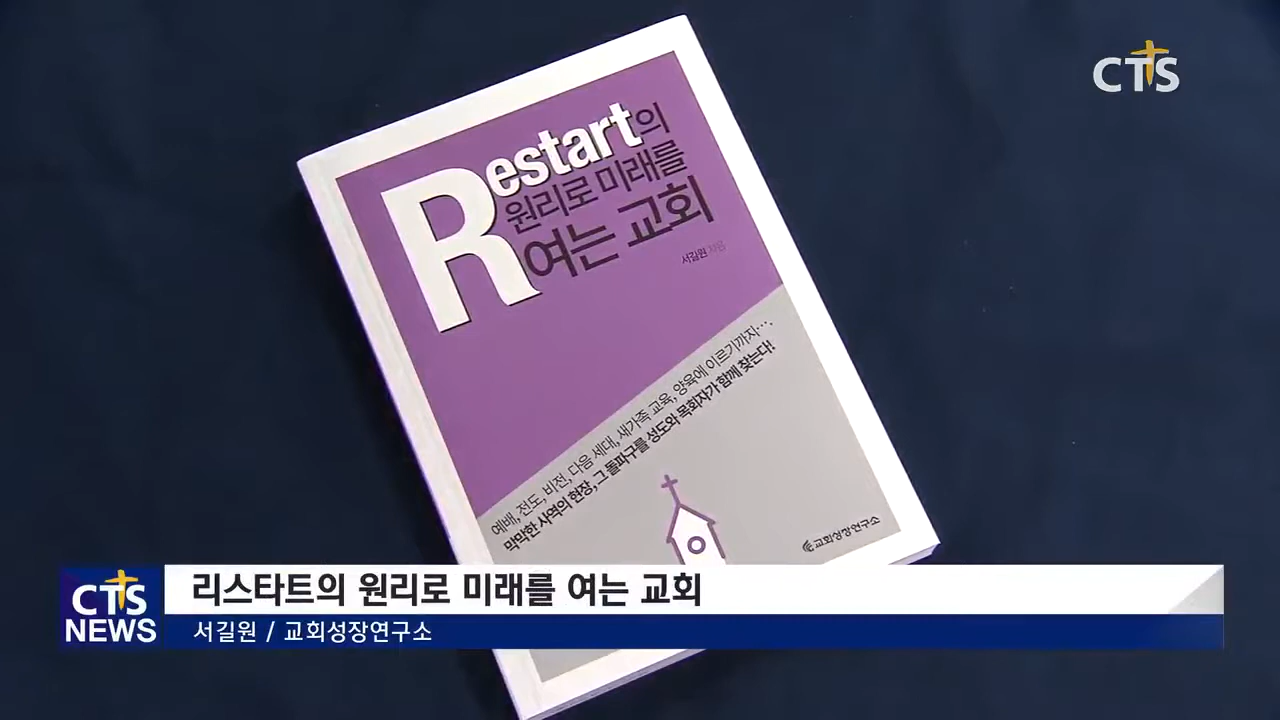 CTS
Restart의
원리로 미래를
여는 교회
서길원 지음
예배, 전도, 비전, 다음 세대, 새가족 교육, 양육에 이르기까지….
막막한 사역의 현장, 그 돌파구를 성도와 목회자가 함께 찾는다!
교회성장연구소
CTS
NEWS
리스타트의 원리로 미래를 여는 교회
서길원 / 교회성장연구소